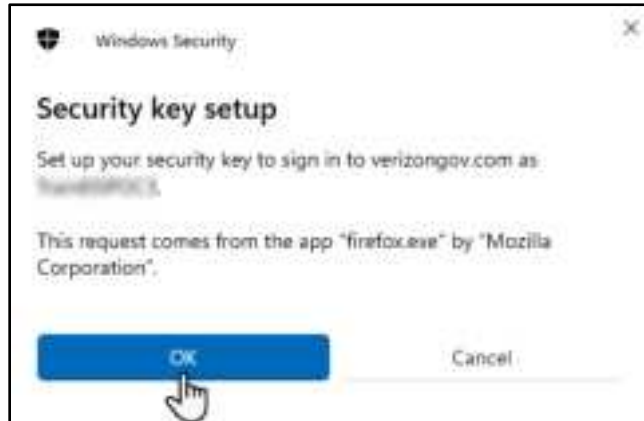 Windows Security
Security key setup
Set up your security key to sign in to verizongov.com as
This request comes from the app "firefox.exe" by "Mozilla
Corporation".
OK
Cancel